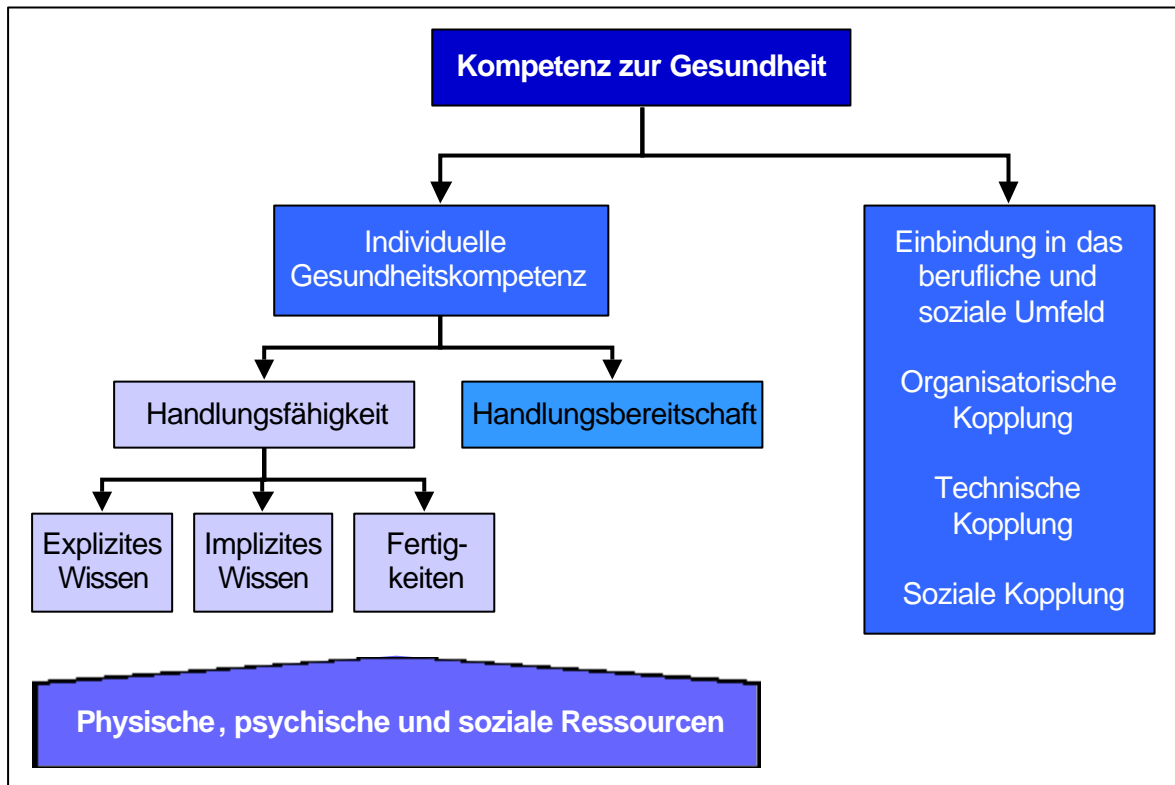 Kompetenz zur Gesundheit
Individuelle
Gesundheitskompetenz
Einbindung in das
berufliche und
soziale Umfeld
Organisatorische
Kopplung
Technische
Kopplung
Soziale Kopplung
Handlungsfähigkeit
Handlungsbereitschaft
Explizites
Wissen
Implizites
Wissen
Fertig-
keiten
Physische, psychische und soziale Ressourcen